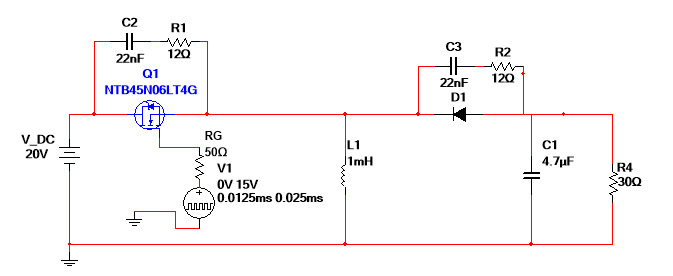 C2
R1
22nF
12Ω
Q1
NTB45N06LT4G
C3
R2
22nF
12Ω
D1
V_DC
20V
RG
50Ω
V1
0V 15V
0.0125ms 0.025ms
L1
1mH
C1
4.7µF
R4
30Ω